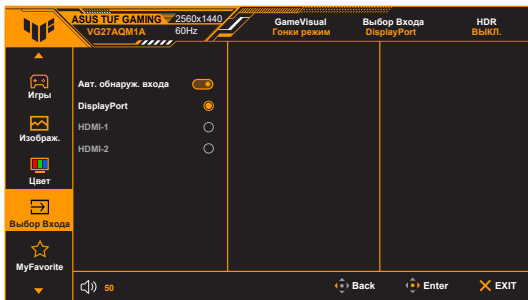 ASUS TUF GAMING 2560x1440
VG27AQM1A 60Hz
GameVisual
Гонки режим
Выбор Входа
DisplayPort
HDR
ВЫКЛ.
Игры
Изображ.
Цвет
Выбор Входа
MyFavorite
Авт. обнаруж. входа
DisplayPort
HDMI-1
HDMI-2
50
Back
Enter
EXIT